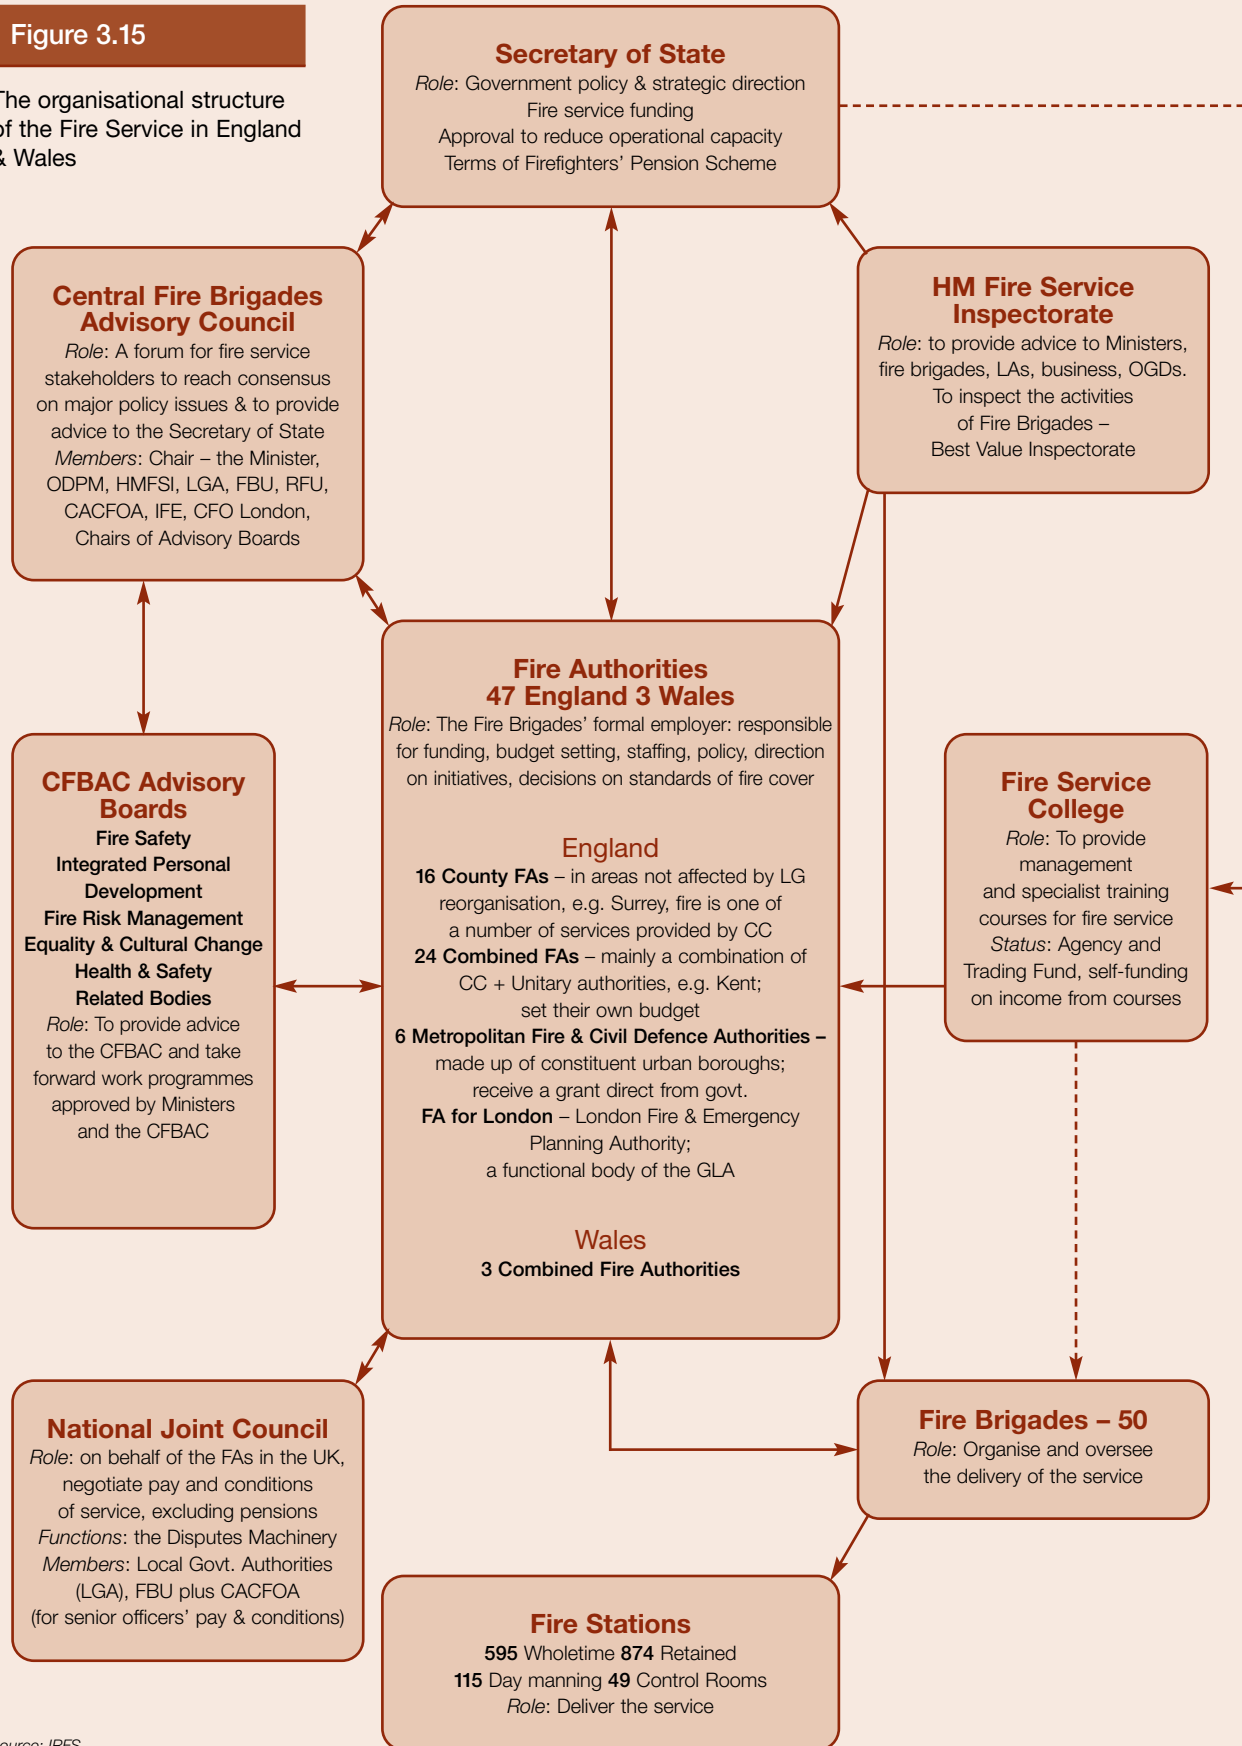 Figure 3.15
The organisational structure
of the Fire Service in England
& Wales
Secretary of State
Role: Government policy & strategic direction
Fire service funding
Approval to reduce operational capacity
Terms of Firefighters' Pension Scheme
Central Fire Brigades
Advisory Council
Role: A forum for fire service
stakeholders to reach consensus
on major policy issues & to provide
advice to the Secretary of State
Members: Chair – the Minister,
ODPM, HMFSI, LGA, FBU, RFU,
CACFOA, IFE, CFO London,
Chairs of Advisory Boards
HM Fire Service
Inspectorate
Role: to provide advice to Ministers,
fire brigades, LAs, business, OGDs.
To inspect the activities
of Fire Brigades –
Best Value Inspectorate
Fire Authorities
47 England 3 Wales
Role: The Fire Brigades' formal employer: responsible
for funding, budget setting, staffing, policy, direction
on initiatives, decisions on standards of fire cover
England
16 County FAs – in areas not affected by LG
reorganisation, e.g. Surrey, fire is one of
a number of services provided by CC
24 Combined FAs – mainly a combination of
CC + Unitary authorities, e.g. Kent;
set their own budget
6 Metropolitan Fire & Civil Defence Authorities –
made up of constituent urban boroughs;
receive a grant direct from govt.
FA for London – London Fire & Emergency
Planning Authority;
a functional body of the GLA
Wales
3 Combined Fire Authorities
CFBAC Advisory
Boards
Fire Safety
Integrated Personal
Development
Fire Risk Management
Equality & Cultural Change
Health & Safety
Related Bodies
Role: To provide advice
to the CFBAC and take
forward work programmes
approved by Ministers
and the CFBAC
Fire Service
College
Role: To provide
management
and specialist training
courses for fire service
Status: Agency and
Trading Fund, self-funding
on income from courses
National Joint Council
Role: on behalf of the FAs in the UK,
negotiate pay and conditions
of service, excluding pensions
Functions: the Disputes Machinery
Members: Local Govt. Authorities
(LGA), FBU plus CACFOA
(for senior officers' pay & conditions)
Fire Brigades – 50
Role: Organise and oversee
the delivery of the service
Fire Stations
595 Wholetime 874 Retained
115 Day manning 49 Control Rooms
Role: Deliver the service